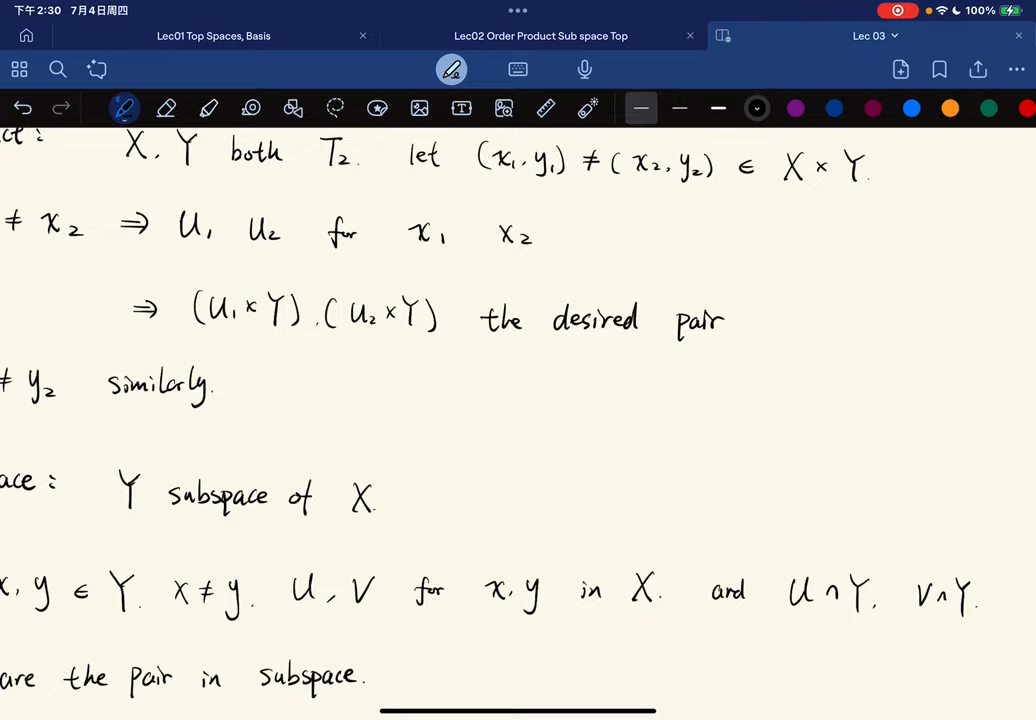 下午2:30 7月4日周四
100%
Lec01 Top Spaces, Basis
Lec02 Order Product Sub space Top
Lec 03
ct: X, Y both T₂. let (x₁, y₁) ≠ (x₂, y₂) ∈ X × Y.
≠ x₂ ⇒ U₁ U₂ for x₁ x₂
⇒ (U₁ × Y), (U₂ × Y) the desired pair
≠ y₂ similarly.
ace: Y subspace of X.
x, y ∈ Y. x ≠ y. U, V for x, y in X. and U ∩ Y, V ∩ Y.
are the pair in subspace.